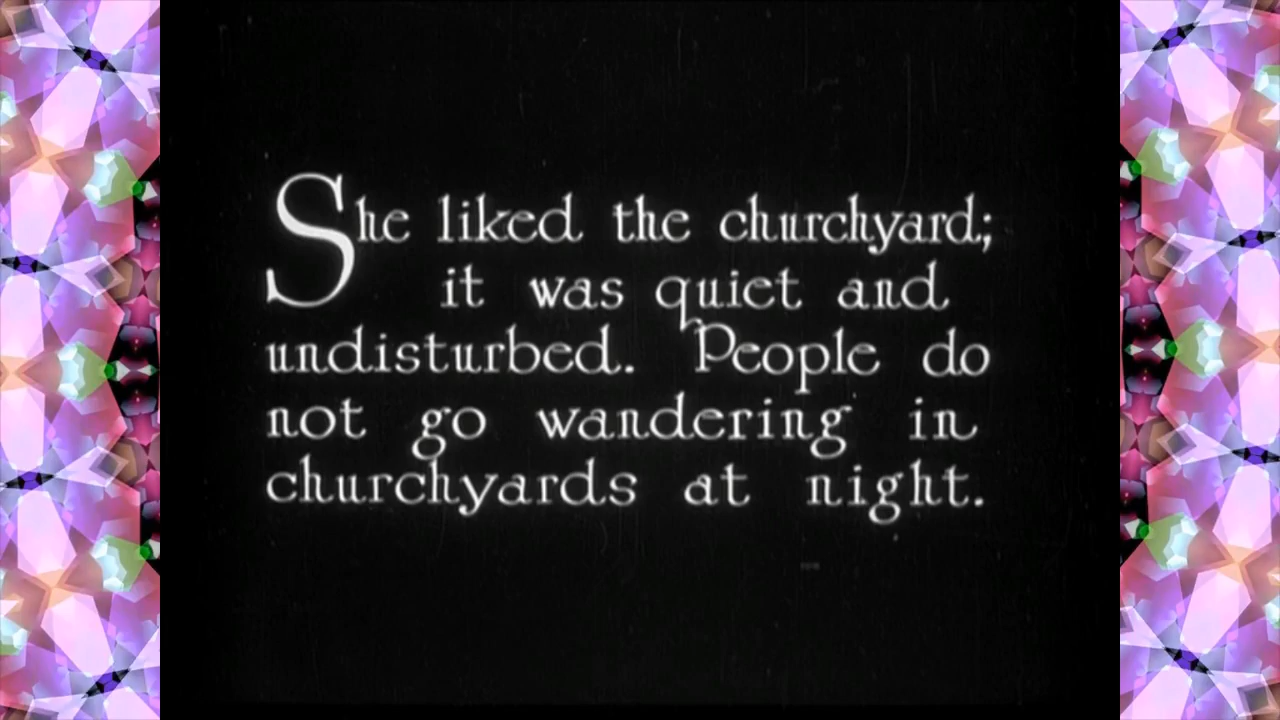 She liked the churchyard;
it was quiet and
undisturbed. People do
not go wandering in
churchyards at night.